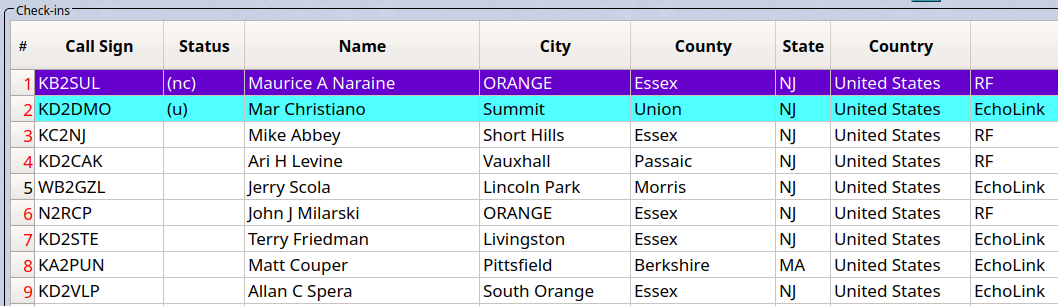 Check-ins
# Call Sign Status Name City County State Country
1 KB2SUL (nc) Maurice A Naraine ORANGE Essex NJ United States RF
2 KD2DMO (u) Mar Christiano Summit Union NJ United States EchoLink
3 KC2NJ Mike Abbey Short Hills Essex NJ United States RF
4 KD2CAK Ari H Levine Vauxhall Passaic NJ United States RF
5 WB2GZL Jerry Scola Lincoln Park Morris NJ United States EchoLink
6 N2RCP John J Milarski ORANGE Essex NJ United States RF
7 KD2STE Terry Friedman Livingston Essex NJ United States EchoLink
8 KA2PUN Matt Couper Pittsfield Berkshire MA United States EchoLink
9 KD2VLP Allan C Spera South Orange Essex NJ United States EchoLink